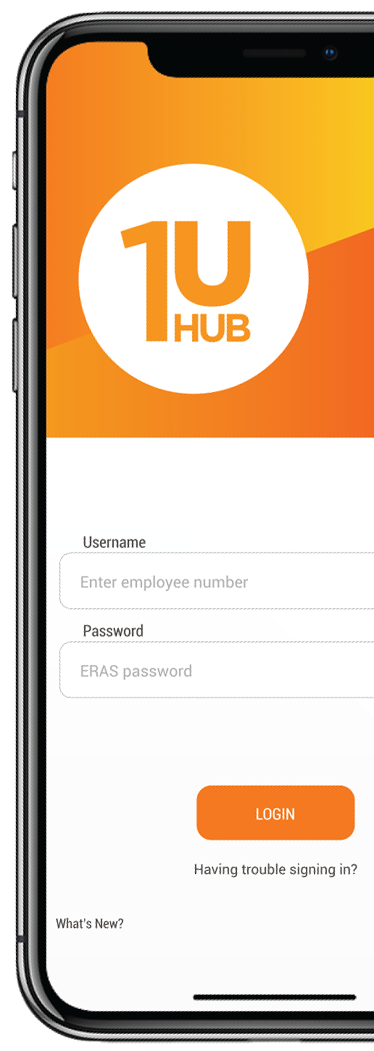 1U
HUB
Username
Enter employee number
Password
ERAS password
LOGIN
Having trouble signing in?
What's New?